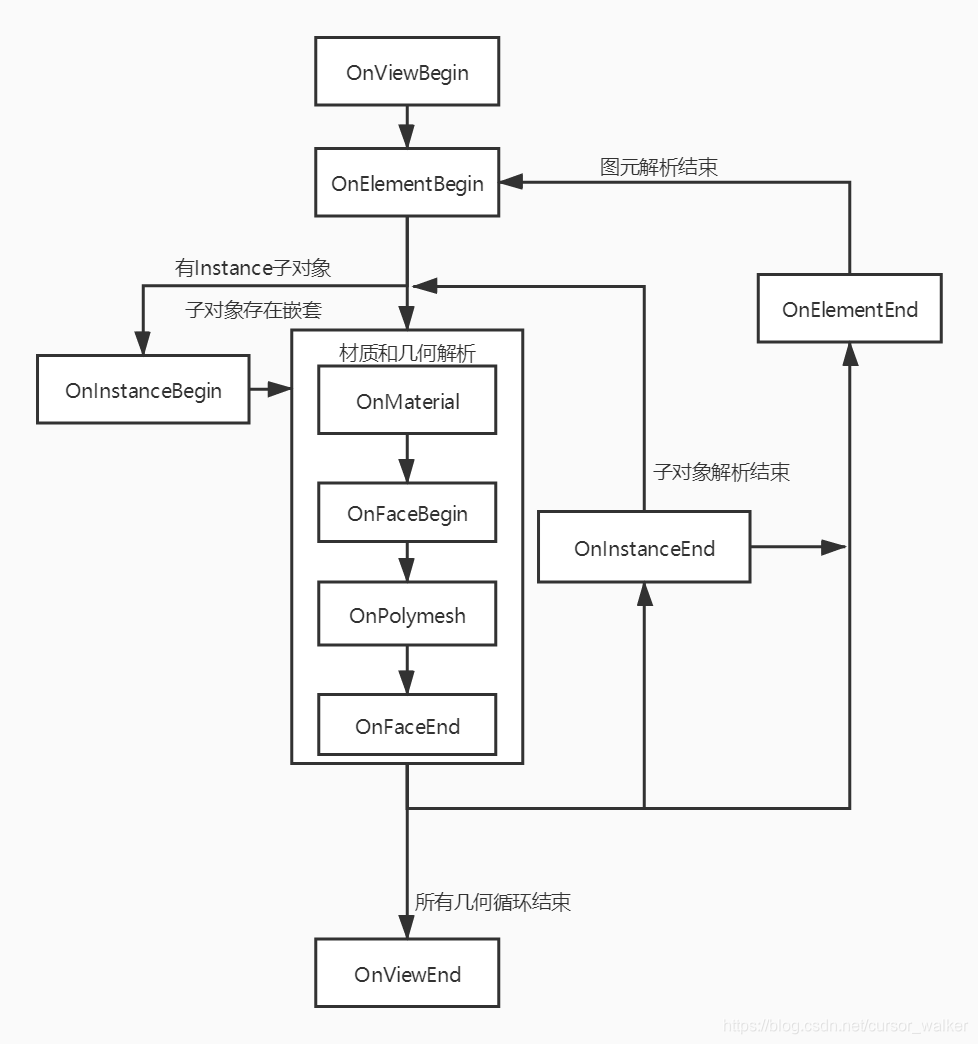 OnViewBegin
OnElementBegin
图元解析结束
有Instance子对象
子对象存在嵌套
OnElementEnd
OnInstanceBegin
材质和几何解析
OnMaterial
OnFaceBegin
子对象解析结束
OnInstanceEnd
OnPolymesh
OnFaceEnd
所有几何循环结束
OnViewEnd
https://blog.csdn.net/cursor_walker